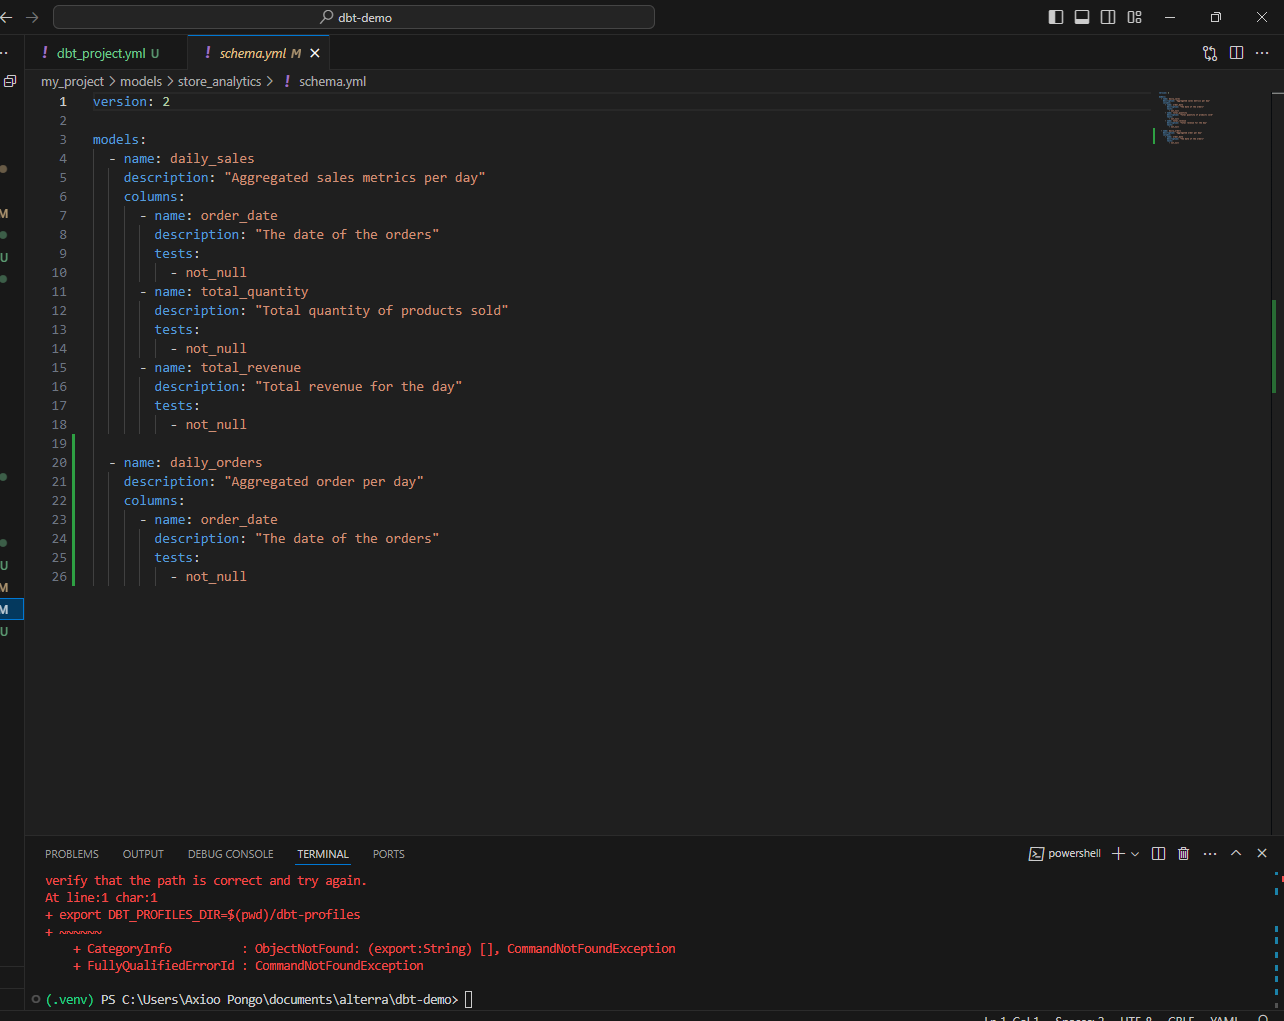 dbt-demo
dbt_project.yml U
schema.yml M
my_project > models > store_analytics > ! schema.yml
1 version: 2
2
3 models:
4 - name: daily_sales
5 description: "Aggregated sales metrics per day"
6 columns:
7 - name: order_date
8 description: "The date of the orders"
9 tests:
10 - not_null
11 - name: total_quantity
12 description: "Total quantity of products sold"
13 tests:
14 - not_null
15 - name: total_revenue
16 description: "Total revenue for the day"
17 tests:
18 - not_null
19
20 - name: daily_orders
21 description: "Aggregated order per day"
22 columns:
23 - name: order_date
24 description: "The date of the orders"
25 tests:
26 - not_null
M
U
U
M
M
U
PROBLEMS OUTPUT DEBUG CONSOLE TERMINAL PORTS powershell
verify that the path is correct and try again.
At line:1 char:1
+ export DBT_PROFILES_DIR=$(pwd)/dbt-profiles
+ ~~~~~~
+ CategoryInfo : ObjectNotFound: (export:String) [], CommandNotFoundException
+ FullyQualifiedErrorId : CommandNotFoundException
(.venv) PS C:\Users\Axioo Pongo\documents\alterra\dbt-demo>